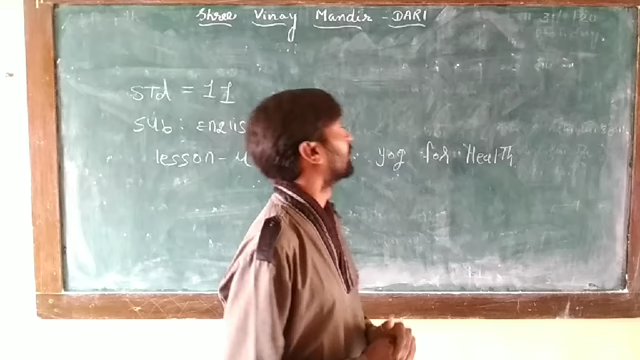 Shree Vinay Mandir - DARI
Std = 11
Sub : Englis
lesson - yog for Health